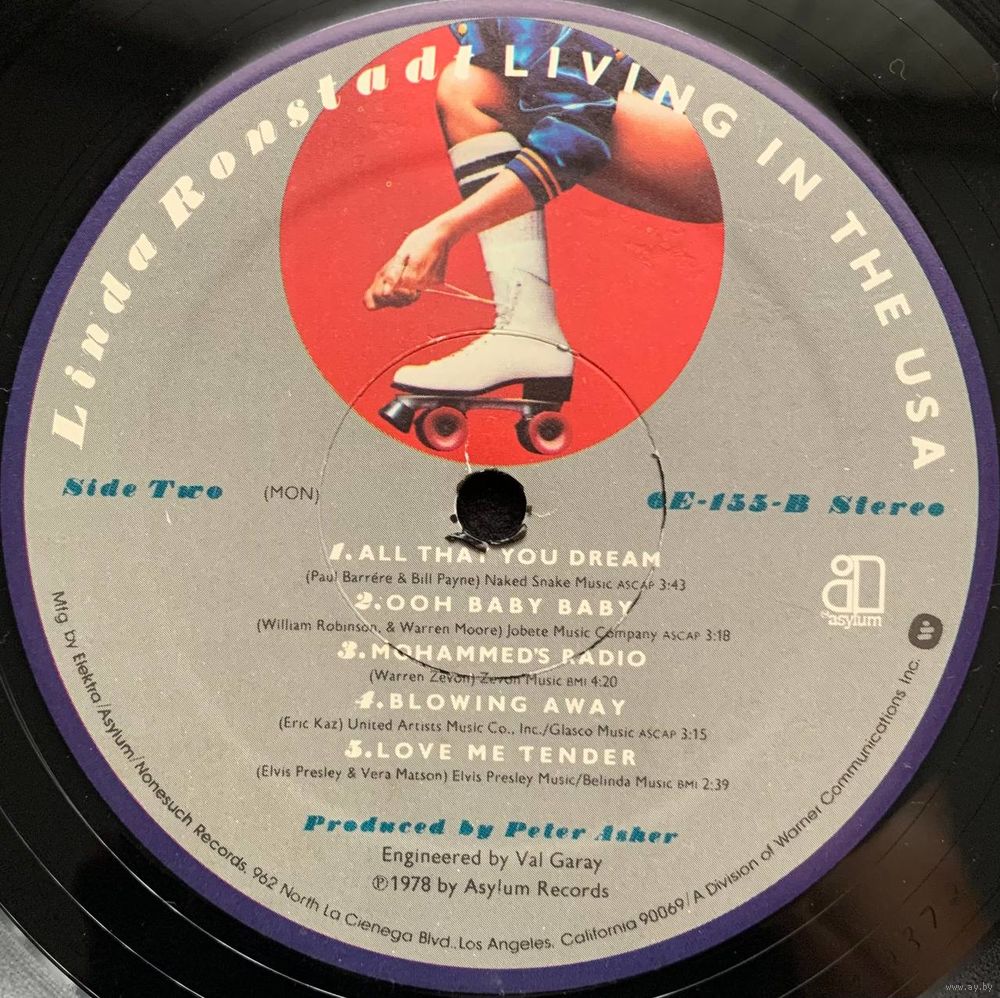 Linda Ronstadt LIVING IN THE USA
Side Two (MON) 6E-155-B Stereo
1. ALL THAT YOU DREAM
(Paul Barrére & Bill Payne) Naked Snake Music ASCAP 3:43
2. OOH BABY BABY
(William Robinson, & Warren Moore) Jobete Music Company ASCAP 3:18
3. MOHAMMED'S RADIO
(Warren Zevon) Zevon Music BMI 4:20
4. BLOWING AWAY
(Eric Kaz) United Artists Music Co., Inc./Glasco Music ASCAP 3:15
5. LOVE ME TENDER
(Elvis Presley & Vera Matson) Elvis Presley Music/Belinda Music BMI 2:39
asylum
Produced by Peter Asher
Engineered by Val Garay
℗1978 by Asylum Records
Mfg by Elektra/Asylum/Nonesuch Records, 962 North La Cienega Blvd., Los Angeles, California 90069/A Division of Warner Communications Inc.
www.ay.by